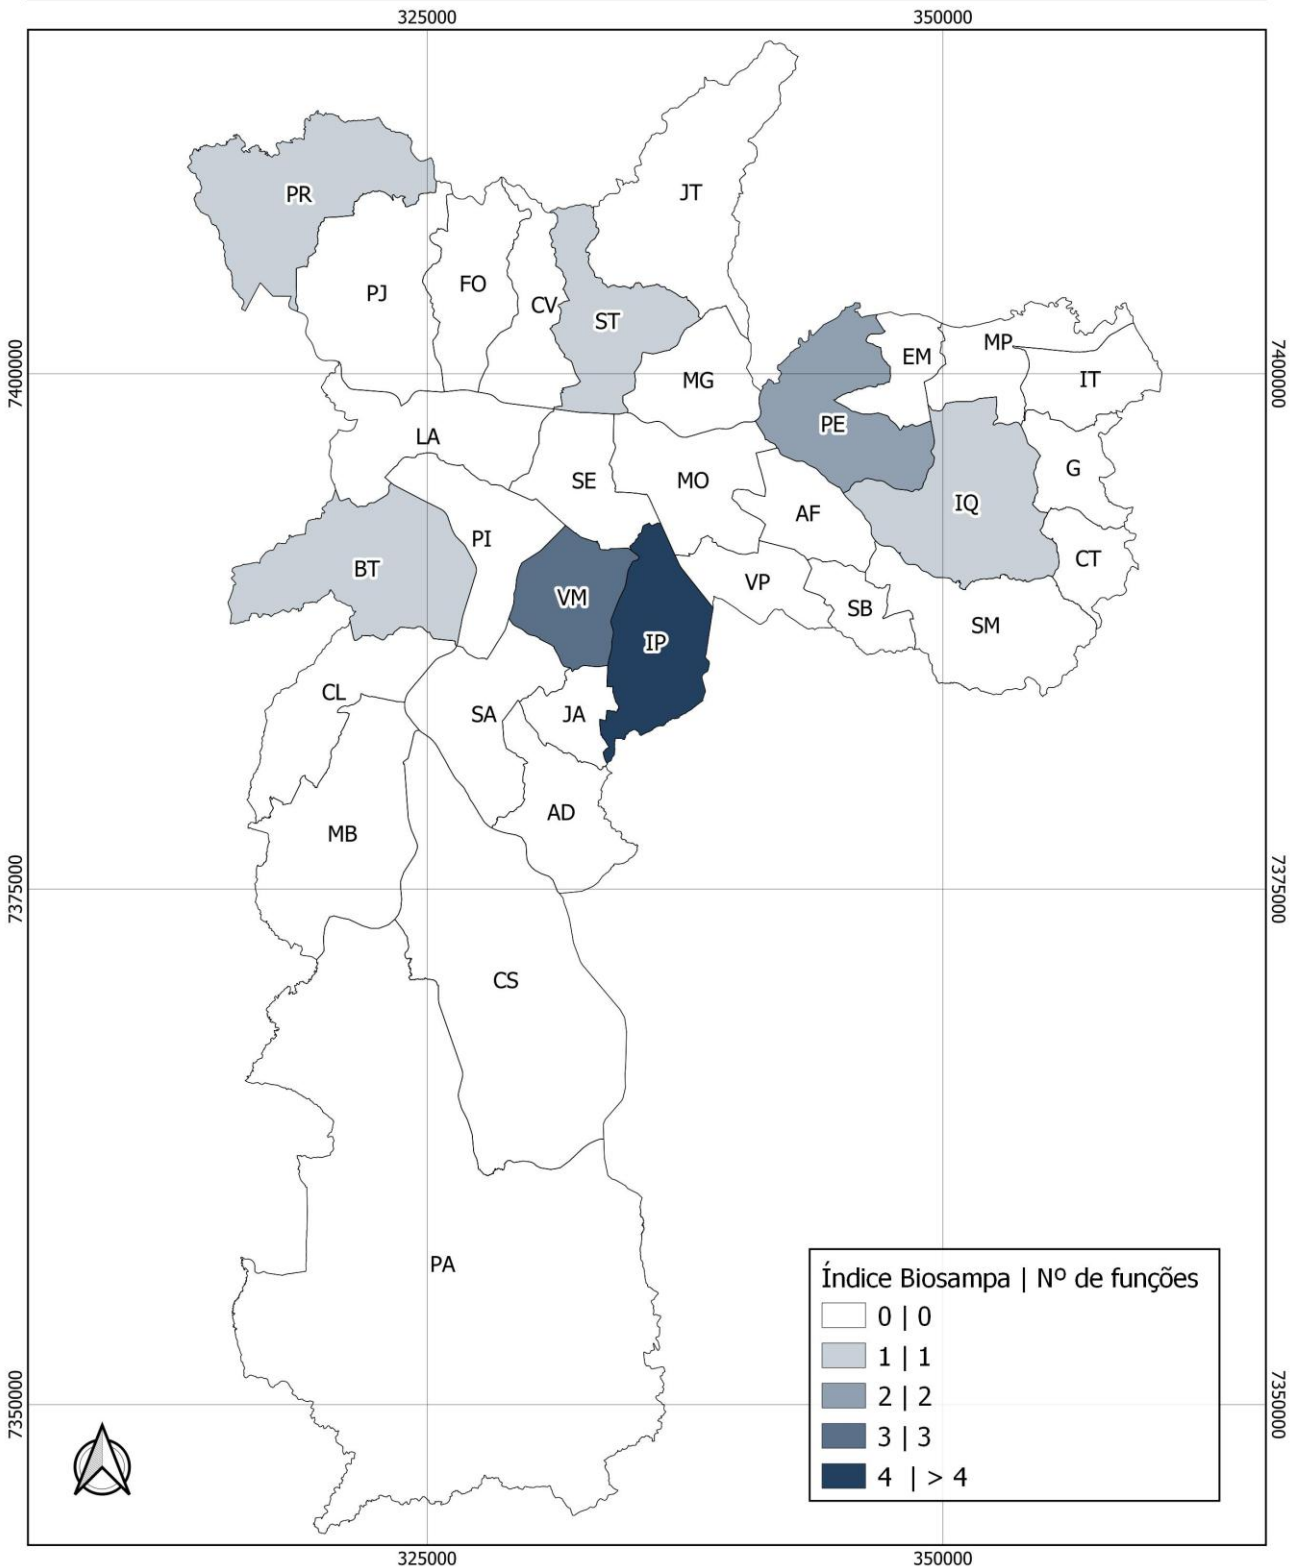 325000
350000
JT
PR
FO
PJ
CV
ST
MP
EM
7400000
7400000
IT
MG
PE
LA
G
SE
MO
IQ
AF
PI
CT
BT
VP
VM
SB
SM
IP
CL
SA
JA
AD
MB
7375000
7375000
CS
PA
Índice Biosampa | Nº de funções
0 | 0
1 | 1
2 | 2
3 | 3
4 | > 4
7350000
7350000
325000
350000